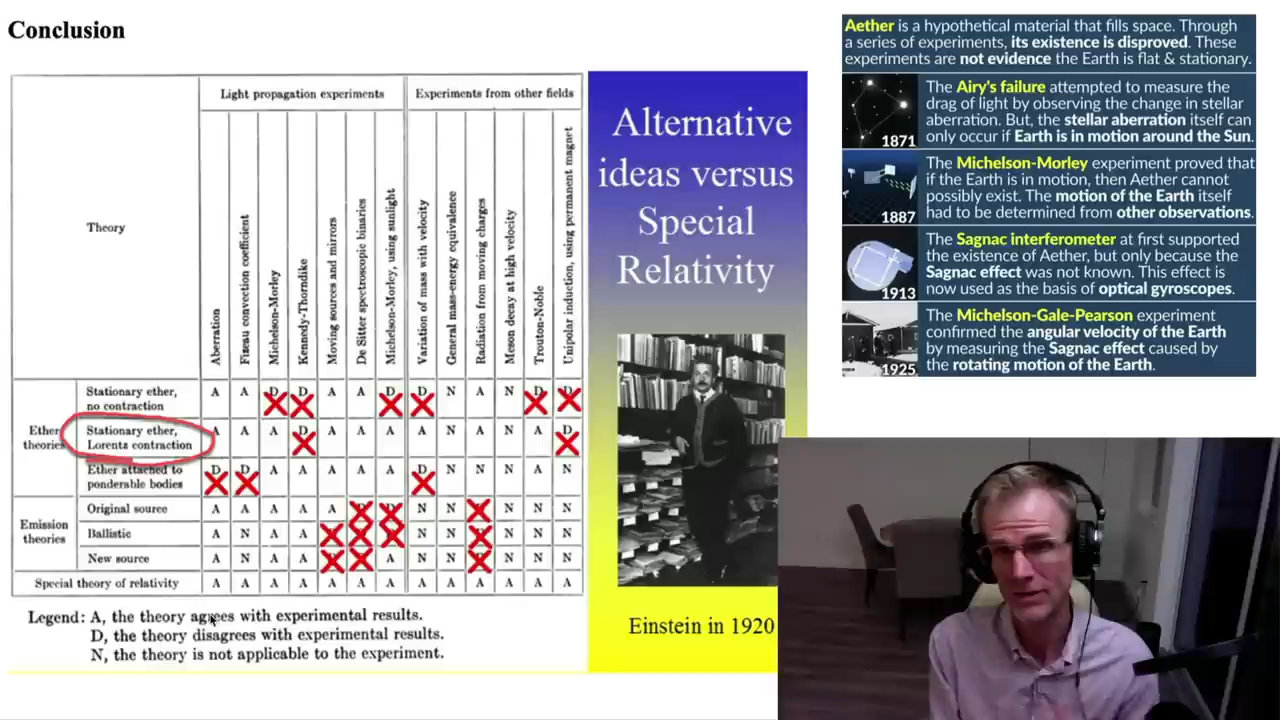 Conclusion
Light propagation experiments
Experiments from other fields
Theory
Aberration
Fizeau convection coefficient
Michelson-Morley
Kennedy-Thorndike
Moving sources and mirrors
De Sitter spectroscopic binaries
Michelson-Morley, using sunlight
Variation of mass with velocity
General mass-energy equivalence
Radiation from moving charges
Meson decay at high velocity
Trouton-Noble
Unipolar induction, using permanent magnet
Ether
theories
Stationary ether,
no contraction
A A D D A A D D N A N D D
Stationary ether,
Lorentz contraction
A A A D A A A A N A N A D
Ether attached to
ponderable bodies
D D A A A A A D N N N A N
Emission
theories
Original source
A A A A A D D N N D N N N
Ballistic
A N A A D D D N N D N N N
New source
A N A A D D A N N D N N N
Special theory of relativity
A A A A A A A A A A A A A
Legend: A, the theory agrees with experimental results.
D, the theory disagrees with experimental results.
N, the theory is not applicable to the experiment.
Alternative
ideas versus
Special
Relativity
Einstein in 1920
Aether is a hypothetical material that fills space. Through
a series of experiments, its existence is disproved. These
experiments are not evidence the Earth is flat & stationary.
1871
The Airy's failure attempted to measure the
drag of light by observing the change in stellar
aberration. But, the stellar aberration itself can
only occur if Earth is in motion around the Sun.
1887
The Michelson-Morley experiment proved that
if the Earth is in motion, then Aether cannot
possibly exist. The motion of the Earth itself
had to be determined from other observations.
1913
The Sagnac interferometer at first supported
the existence of Aether, but only because the
Sagnac effect was not known. This effect is
now used as the basis of optical gyroscopes.
1925
The Michelson-Gale-Pearson experiment
confirmed the angular velocity of the Earth
by measuring the Sagnac effect caused by
the rotating motion of the Earth.